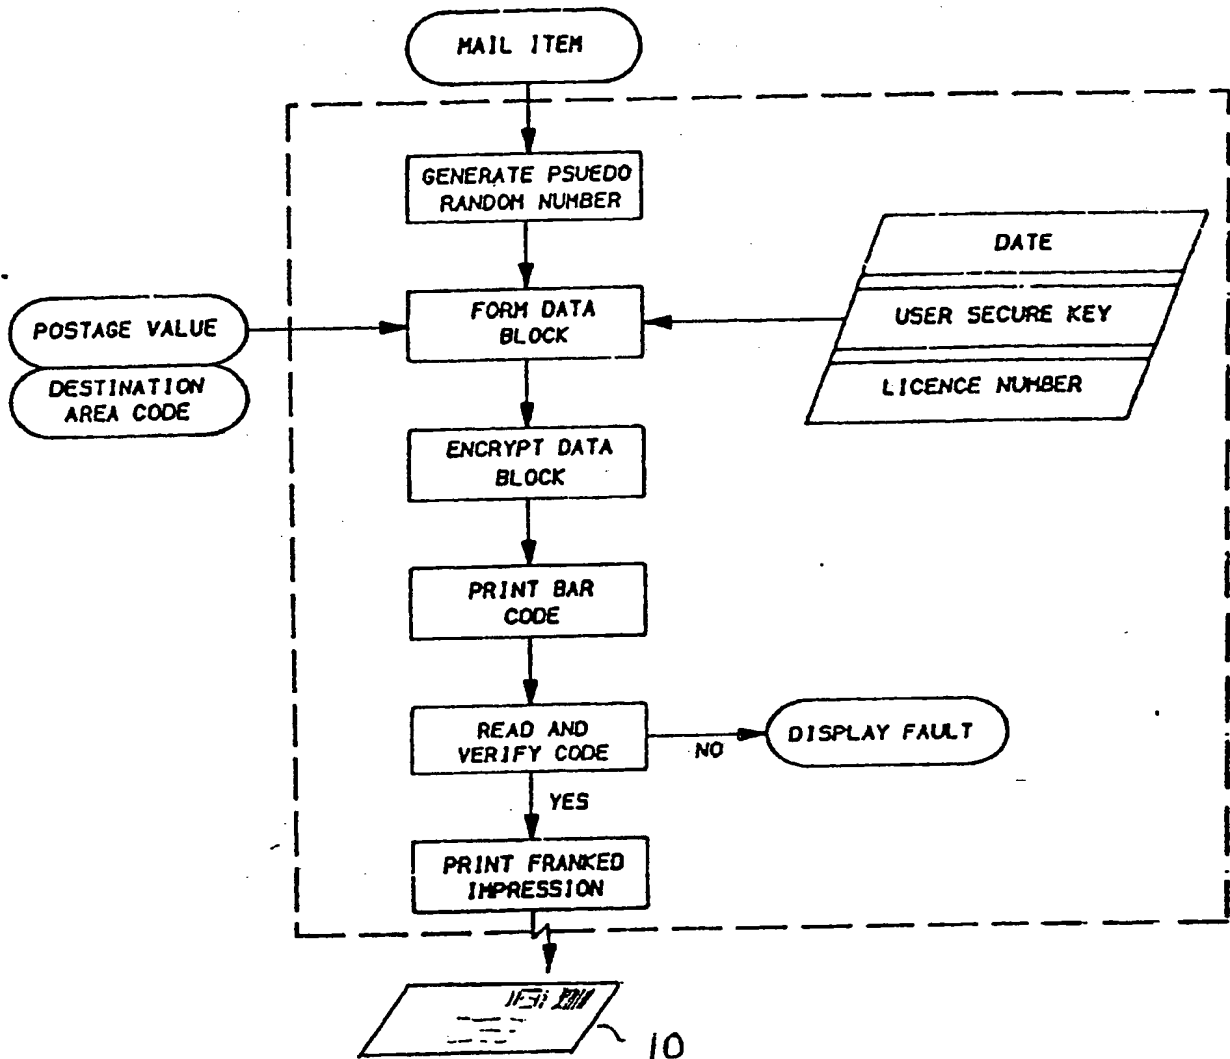 MAIL ITEM
GENERATE PSUEDO
RANDOM NUMBER
DATE
FORM DATA
BLOCK
USER SECURE KEY
POSTAGE VALUE
DESTINATION
AREA CODE
LICENCE NUMBER
ENCRYPT DATA
BLOCK
PRINT BAR
CODE
READ AND
VERIFY CODE
NO
DISPLAY FAULT
YES
PRINT FRANKED
IMPRESSION
10